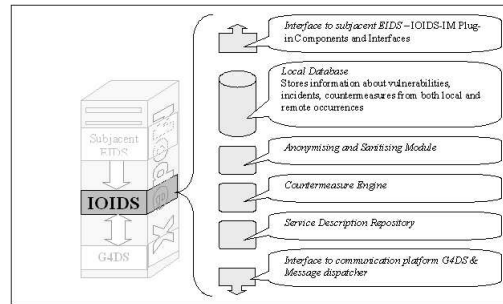 Subjacent
EIDS
IOIDS
G4DS
Interface to subjacent EIDS – IOIDS-IM Plug-
in Components and Interfaces
Local Database
Stores information about vulnerabilities,
incidents, countermeasures from both local and
remote occurrences
Anonymising and Sanitising Module
Countermeasure Engine
Service Description Repository
Interface to communication platform G4DS &
Message dispatcher